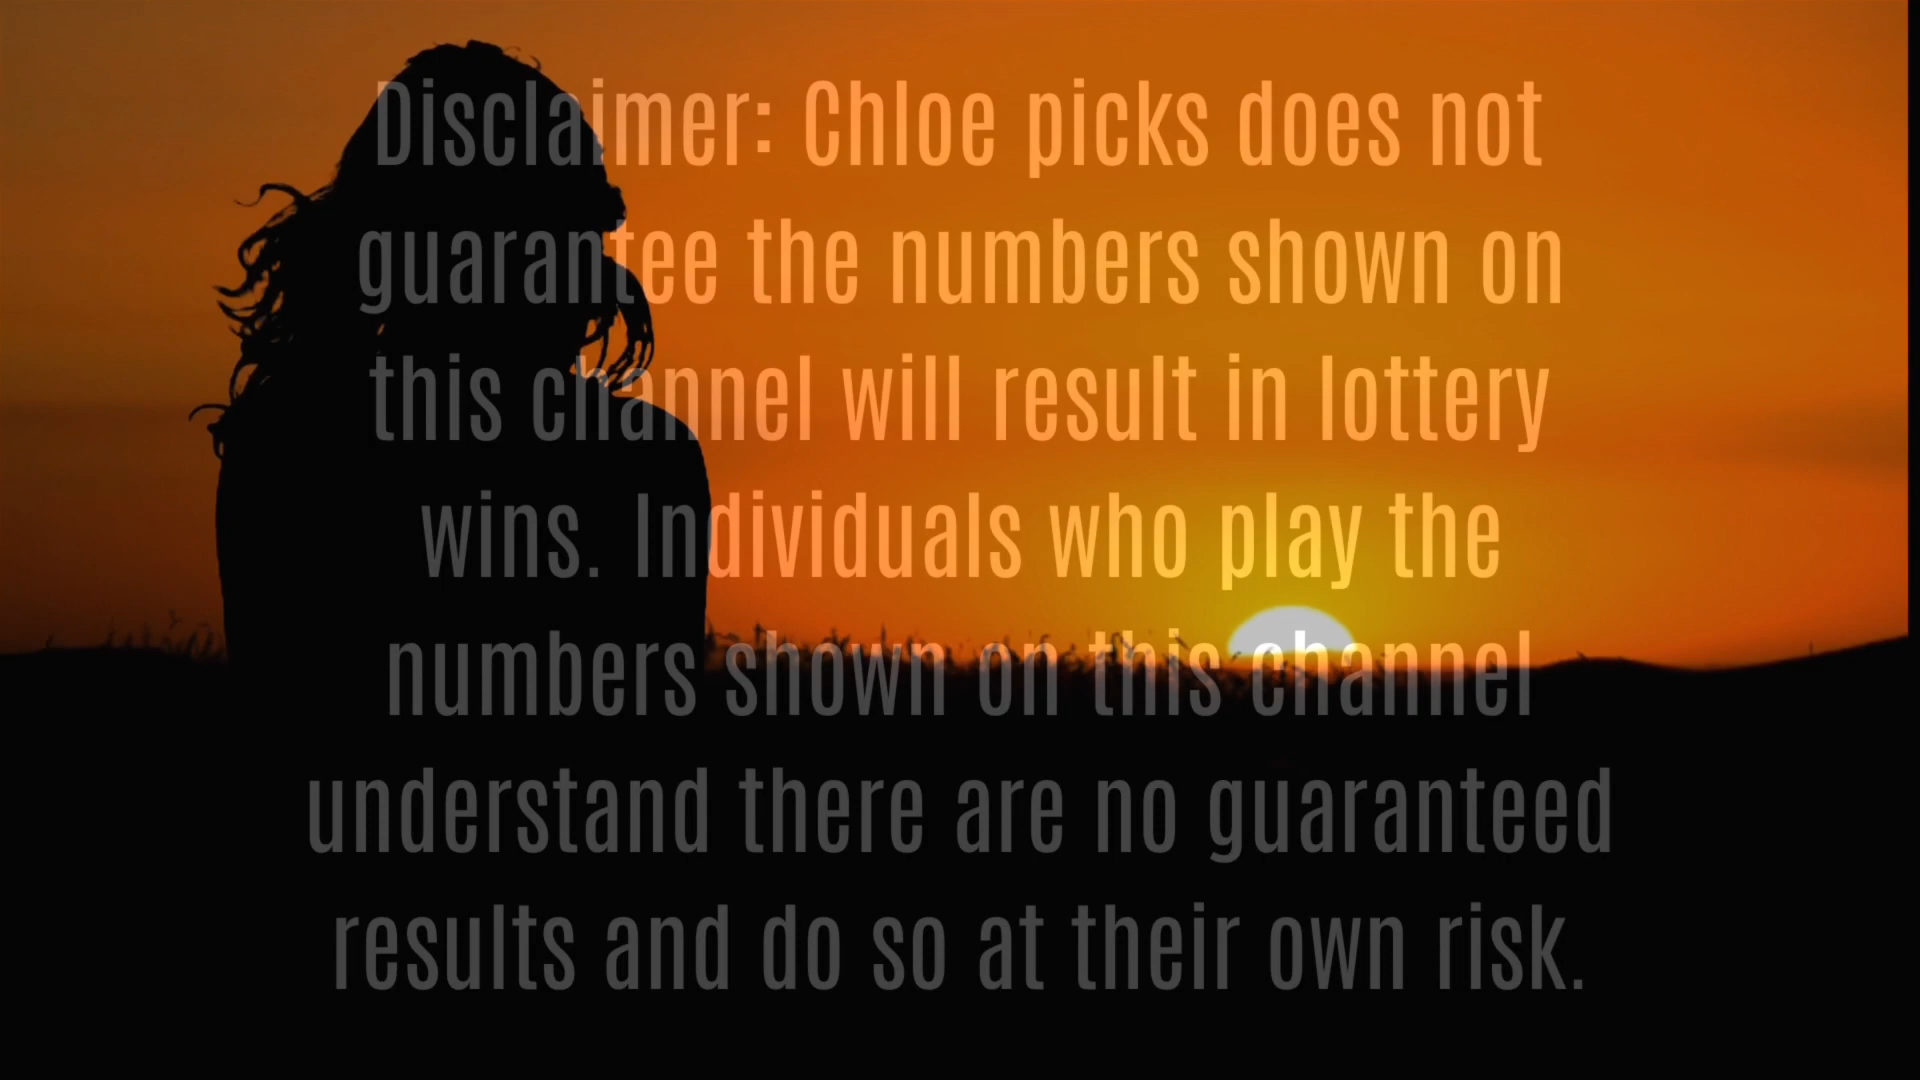 Disclaimer: Chloe picks does not
guarantee the numbers shown on
this channel will result in lottery
wins. Individuals who play the
numbers shown on this channel
understand there are no guaranteed
results and do so at their own risk.